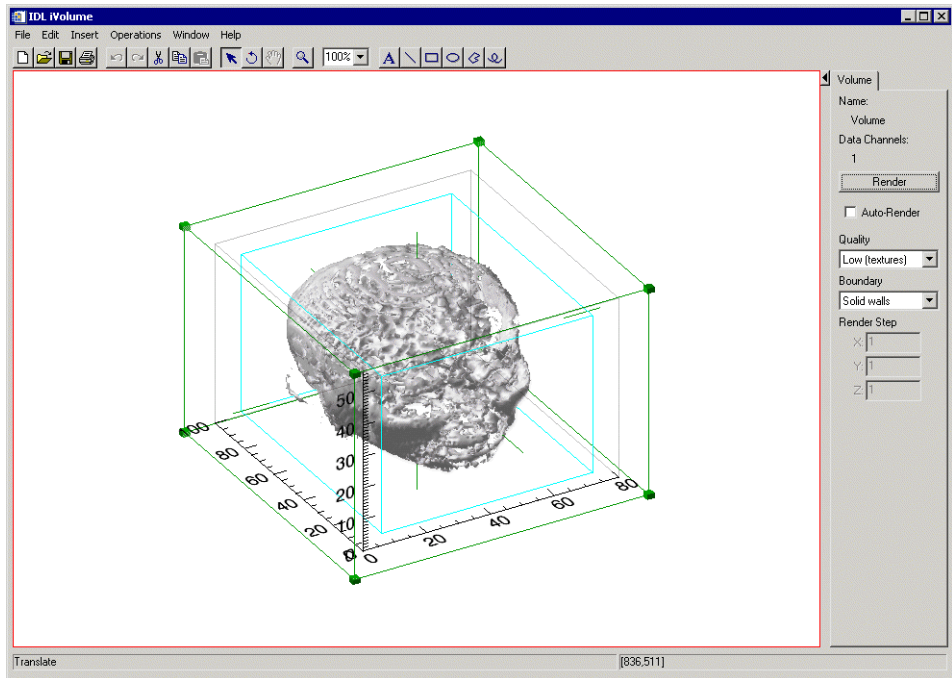 IDL iVolume
File Edit Insert Operations Window Help
100%
A
Volume
Name:
Volume
Data Channels:
1
Render
Auto-Render
Quality
Low (textures)
Boundary
Solid walls
Render Step
X: 1
Y: 1
Z: 1
50
40
30
20
10
0
80
60
40
20
0
0
20
40
60
80
Translate
[836,511]